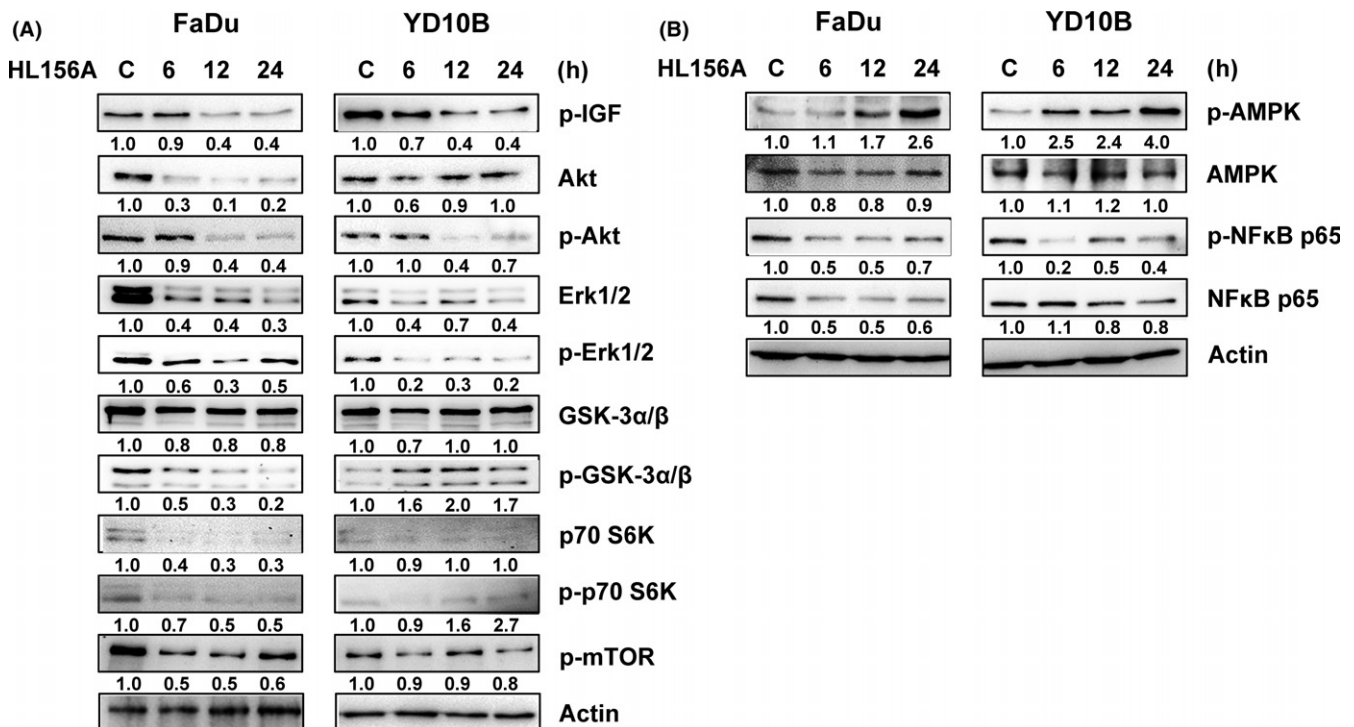 (A) FaDu YD10B
HL156A C 6 12 24 C 6 12 24 (h)
p-IGF
1.0 0.9 0.4 0.4 1.0 0.7 0.4 0.4
Akt
1.0 0.3 0.1 0.2 1.0 0.6 0.9 1.0
p-Akt
1.0 0.9 0.4 0.4 1.0 1.0 0.4 0.7
Erk1/2
1.0 0.4 0.4 0.3 1.0 0.4 0.7 0.4
p-Erk1/2
1.0 0.6 0.3 0.5 1.0 0.2 0.3 0.2
GSK-3α/β
1.0 0.8 0.8 0.8 1.0 0.7 1.0 1.0
p-GSK-3α/β
1.0 0.5 0.3 0.2 1.0 1.6 2.0 1.7
p70 S6K
1.0 0.4 0.3 0.3 1.0 0.9 1.0 1.0
p-p70 S6K
1.0 0.7 0.5 0.5 1.0 0.9 1.6 2.7
p-mTOR
1.0 0.5 0.5 0.6 1.0 0.9 0.9 0.8
Actin
(B) FaDu YD10B
HL156A C 6 12 24 C 6 12 24 (h)
p-AMPK
1.0 1.1 1.7 2.6 1.0 2.5 2.4 4.0
AMPK
1.0 0.8 0.8 0.9 1.0 1.1 1.2 1.0
p-NFκB p65
1.0 0.5 0.5 0.7 1.0 0.2 0.5 0.4
NFκB p65
1.0 0.5 0.5 0.6 1.0 1.1 0.8 0.8
Actin